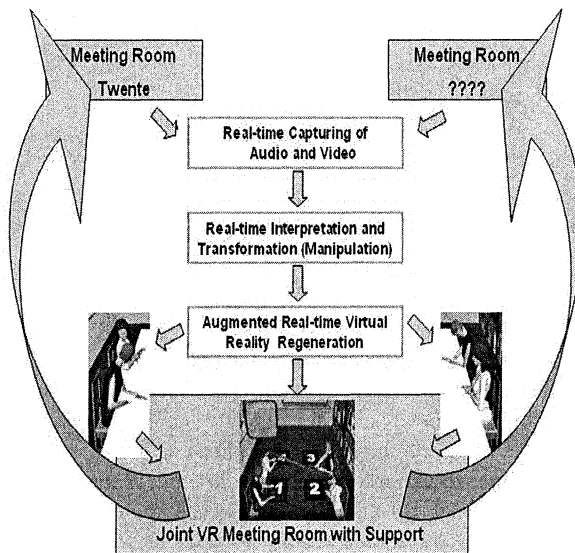 Meeting Room
Twente
Meeting Room
????
Real-time Capturing of
Audio and Video
Real-time Interpretation and
Transformation (Manipulation)
Augmented Real-time Virtual
Reality Regeneration
3
1
2
Joint VR Meeting Room with Support